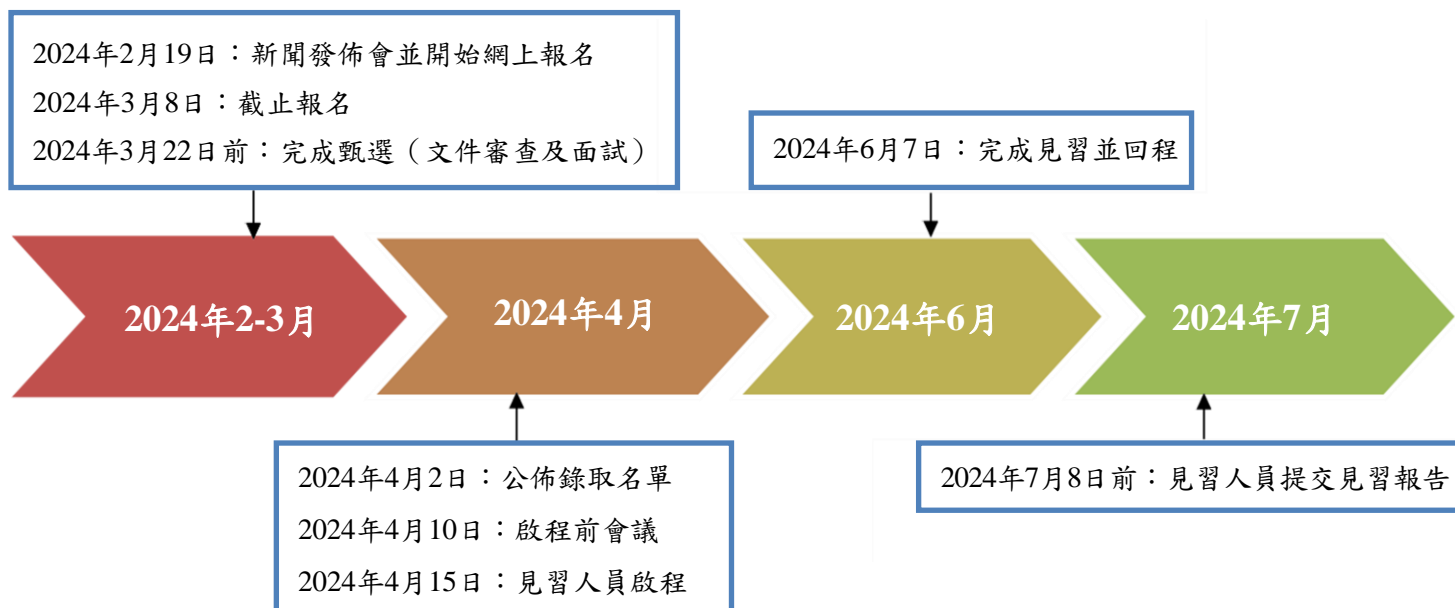 2024年2月19日：新聞發佈會並開始網上報名
2024年3月8日：截止報名
2024年3月22日前：完成甄選（文件審查及面試）
2024年6月7日：完成見習並回程
2024年2-3月
2024年4月
2024年6月
2024年7月
2024年4月2日：公佈錄取名單
2024年4月10日：啟程前會議
2024年4月15日：見習人員啟程
2024年7月8日前：見習人員提交見習報告